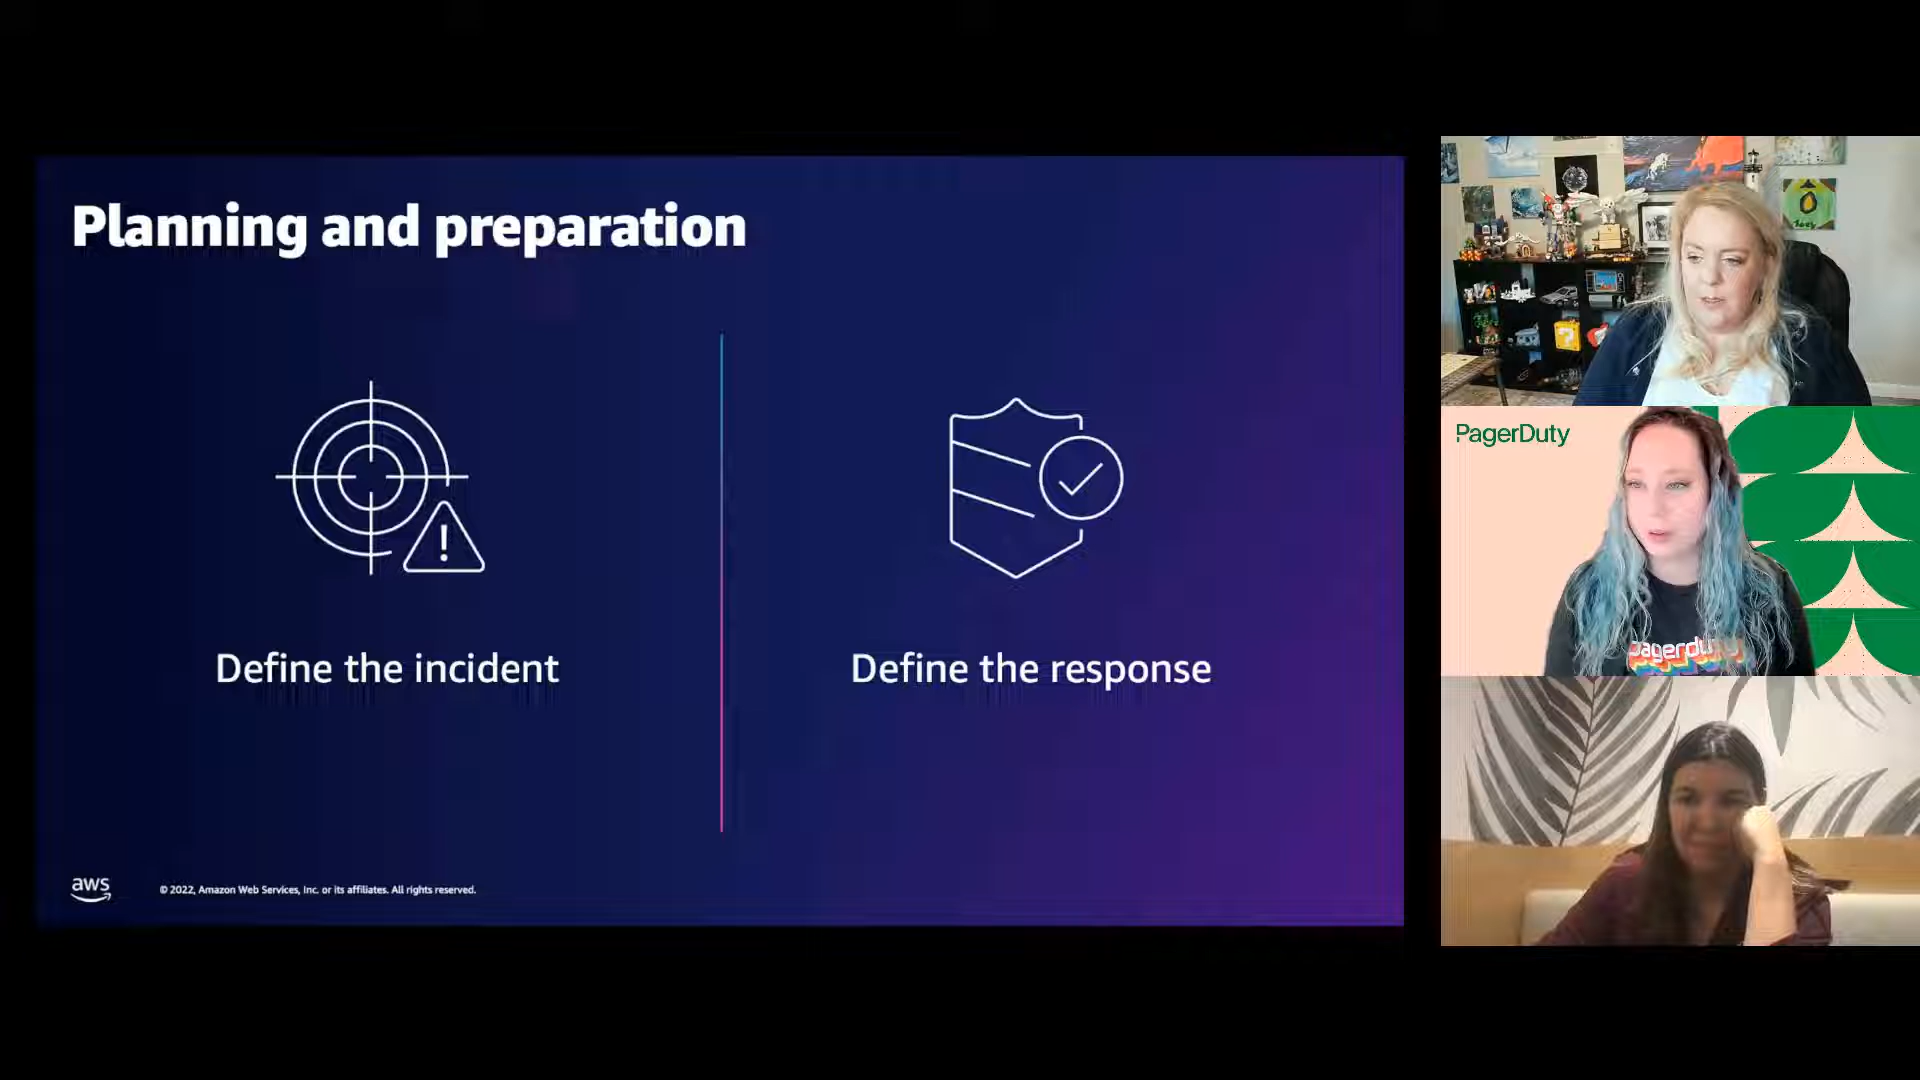 Planning and preparation
Define the incident
Define the response
aws
© 2022, Amazon Web Services, Inc. or its affiliates. All rights reserved.
PagerDuty